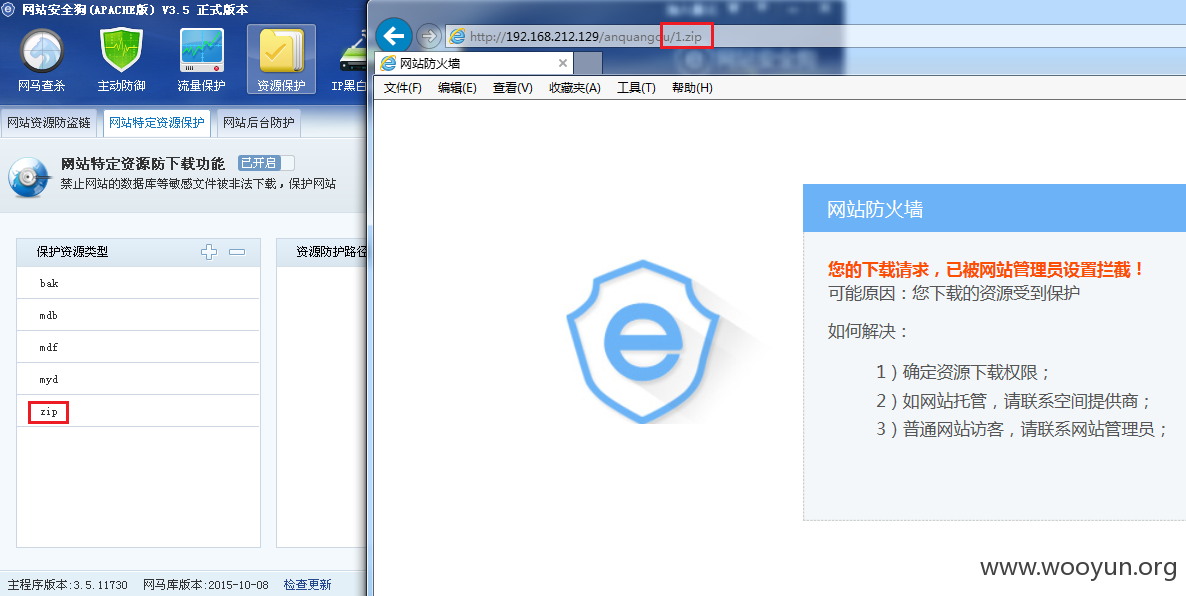 网站安全狗(APACHE版) V3.5 正式版本
网马查杀
主动防御
流量保护
资源保护
IP黑白
网站资源防盗链
网站特定资源保护
网站后台防护
网站特定资源防下载功能
已开启
禁止网站的数据库等敏感文件被非法下载，保护网站
保护资源类型
资源防护路径
bak
mdb
mdf
myd
zip
主程序版本:3.5.11730
网马库版本:2015-10-08
检查更新
http://192.168.212.129/anquangou/1.zip
网站防火墙
文件(F)
编辑(E)
查看(V)
收藏夹(A)
工具(T)
帮助(H)
网站防火墙
您的下载请求，已被网站管理员设置拦截！
可能原因：您下载的资源受到保护
如何解决：
1）确定资源下载权限；
2）如网站托管，请联系空间提供商；
3）普通网站访客，请联系网站管理员；
www.wooyun.org